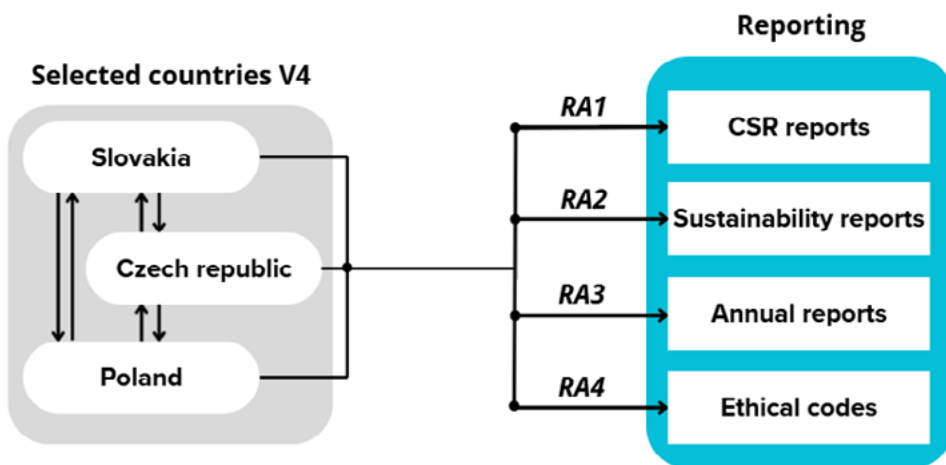 Reporting
Selected countries V4
Slovakia
Czech republic
Poland
RA1
RA2
RA3
RA4
CSR reports
Sustainability reports
Annual reports
Ethical codes